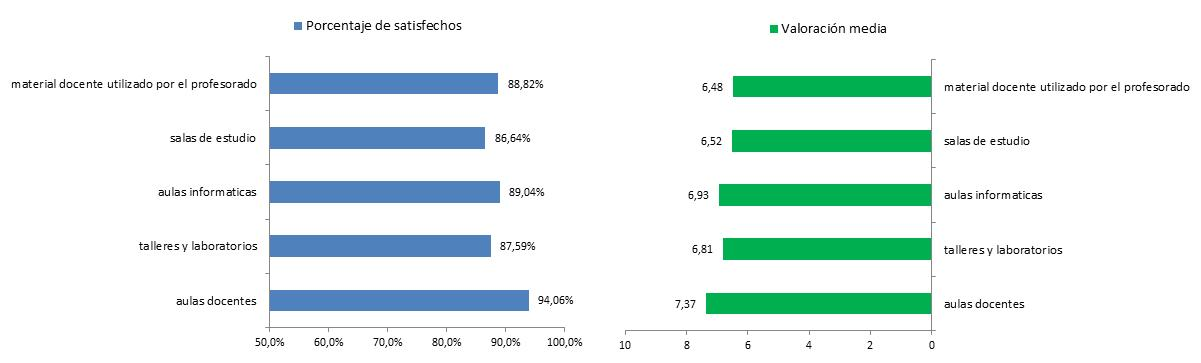 Porcentaje de satisfechos
material docente utilizado por el profesorado
88,82%
salas de estudio
86,64%
aulas informaticas
89,04%
talleres y laboratorios
87,59%
aulas docentes
94,06%
50,0% 60,0% 70,0% 80,0% 90,0% 100,0%
Valoración media
6,48
material docente utilizado por el profesorado
6,52
salas de estudio
6,93
aulas informaticas
6,81
talleres y laboratorios
7,37
aulas docentes
10 8 6 4 2 0